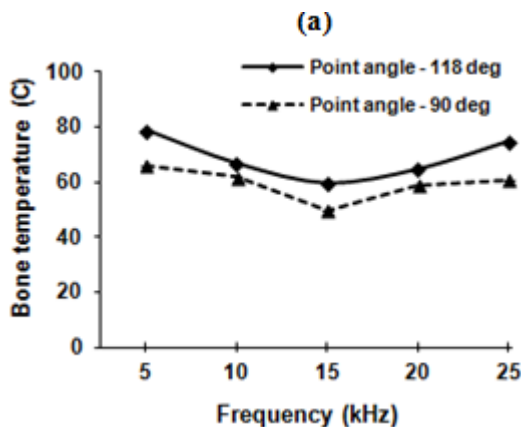 (a)
Point angle - 118 deg
Point angle - 90 deg
Bone temperature (C)
100
80
60
40
20
0
5 10 15 20 25
Frequency (kHz)